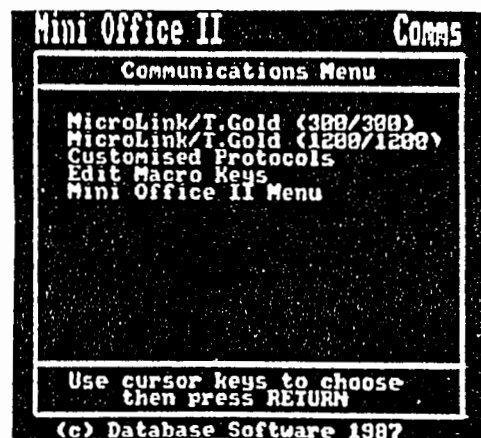 Mini Office II Comms
Communications Menu
MicroLink/T.Gold (300/300)
MicroLink/T.Gold (1200/1200)
Customised Protocols
Edit Macro Keys
Mini Office II Menu
Use cursor keys to choose
then press RETURN
(c) Database Software 1987